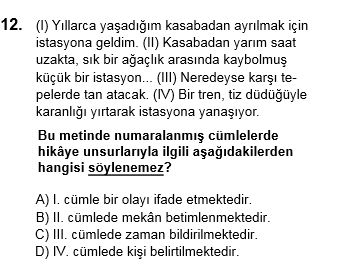 12. (I) Yıllarca yaşadığım kasabadan ayrılmak için
istasyona geldim. (II) Kasabadan yarım saat
uzakta, sık bir ağaçlık arasında kaybolmuş
küçük bir istasyon... (III) Neredeyse karşı te-
pelerde tan atacak. (IV) Bir tren, tiz düdüğüyle
karanlığı yırtarak istasyona yanaşıyor.
Bu metinde numaralanmış cümlelerde
hikâye unsurlarıyla ilgili aşağıdakilerden
hangisi söylenemez?
A) I. cümle bir olayı ifade etmektedir.
B) II. cümlede mekân betimlenmektedir.
C) III. cümlede zaman bildirilmektedir.
D) IV. cümlede kişi belirtilmektedir.